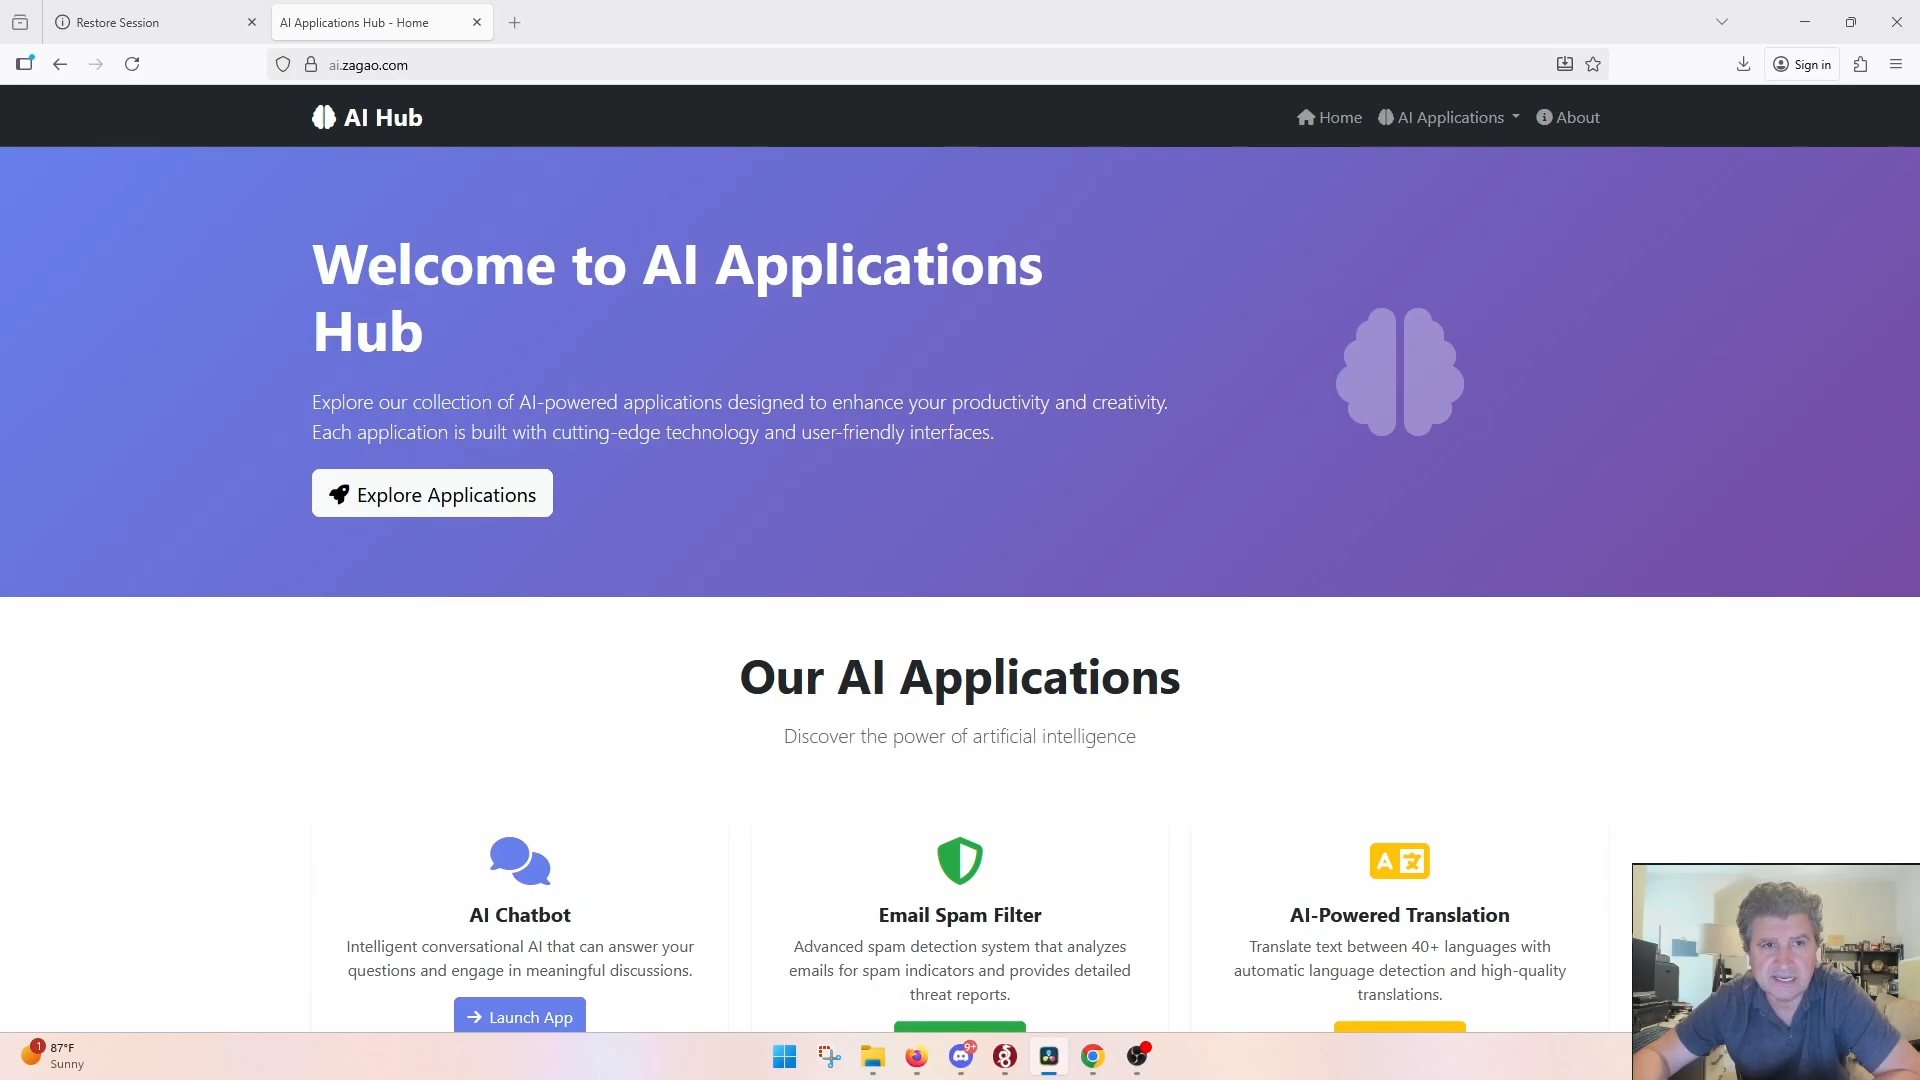 Restore Session
AI Applications Hub - Home
ai.zagao.com
Sign in
AI Hub
Home
AI Applications
About
Welcome to AI Applications
Hub
Explore our collection of AI-powered applications designed to enhance your productivity and creativity.
Each application is built with cutting-edge technology and user-friendly interfaces.
Explore Applications
Our AI Applications
Discover the power of artificial intelligence
AI Chatbot
Intelligent conversational AI that can answer your
questions and engage in meaningful discussions.
Launch App
Email Spam Filter
Advanced spam detection system that analyzes
emails for spam indicators and provides detailed
threat reports.
A 文
AI-Powered Translation
Translate text between 40+ languages with
automatic language detection and high-quality
translations.
1
87°F
Sunny
9+